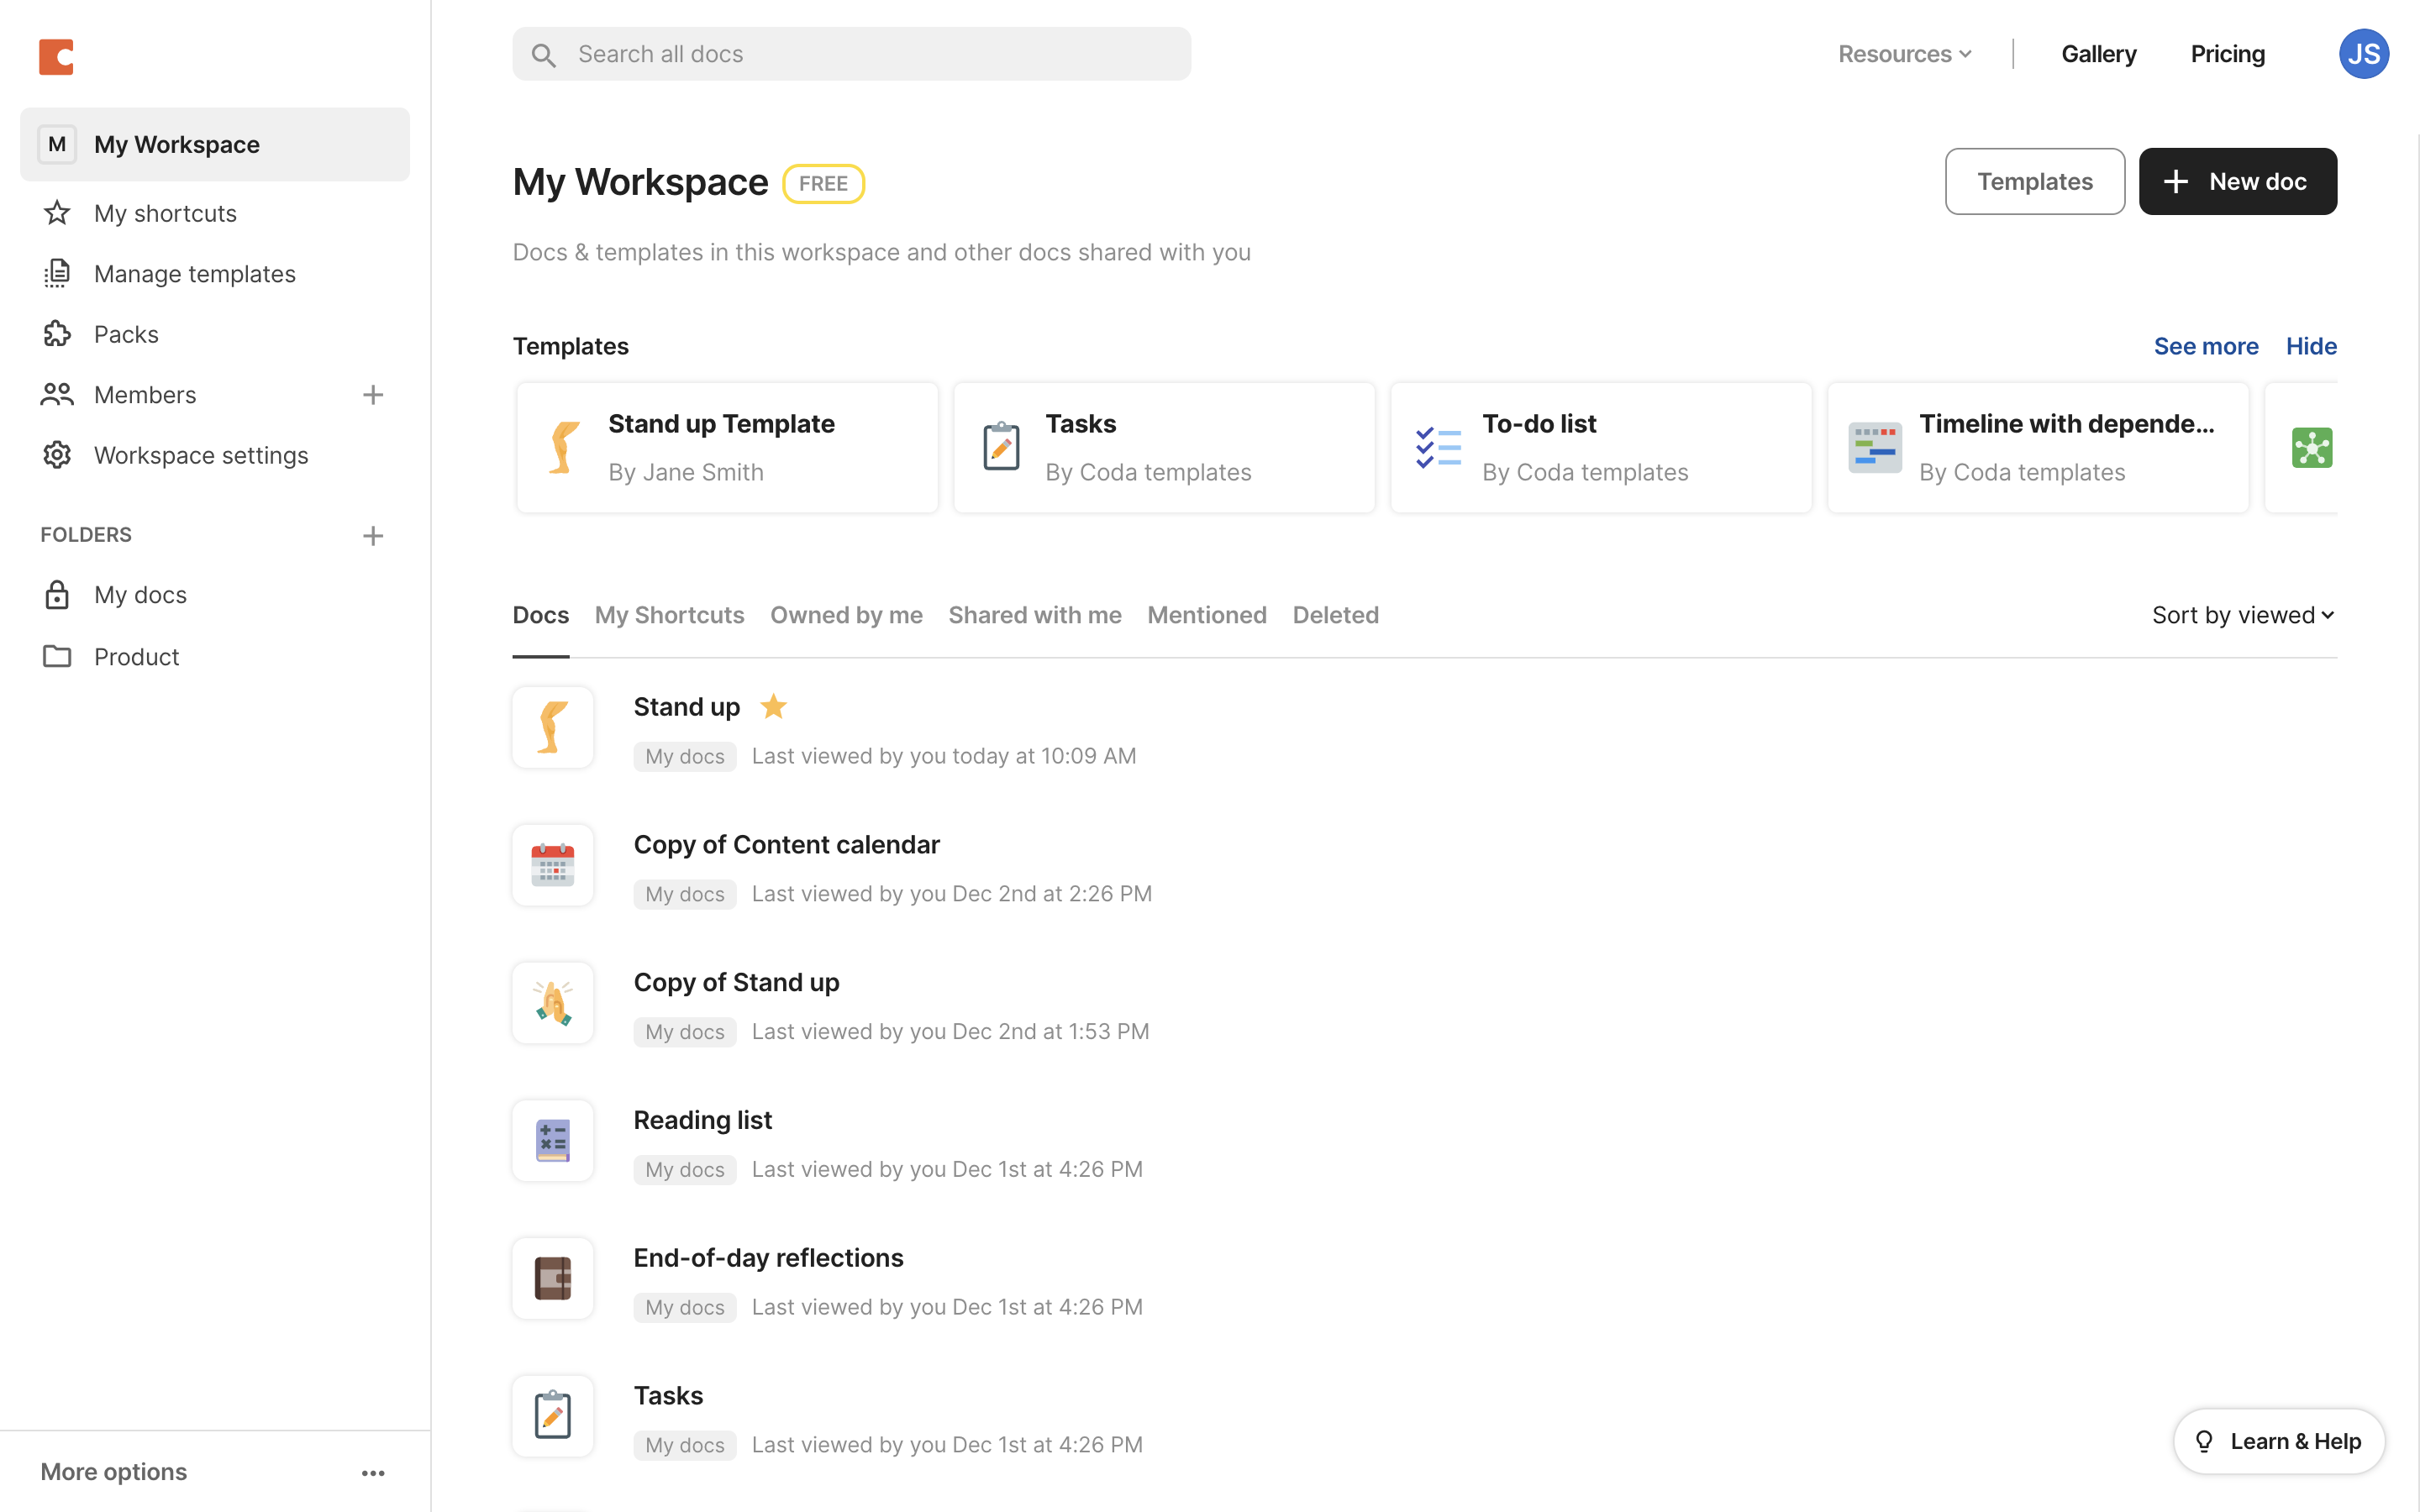 Search all docs
Resources
Gallery
Pricing
JS
M
My Workspace
My shortcuts
Manage templates
Packs
Members
Workspace settings
FOLDERS
My docs
Product
More options
My Workspace
FREE
Templates
New doc
Docs & templates in this workspace and other docs shared with you
Templates
See more
Hide
Stand up Template
By Jane Smith
Tasks
By Coda templates
To-do list
By Coda templates
Timeline with depende...
By Coda templates
Docs
My Shortcuts
Owned by me
Shared with me
Mentioned
Deleted
Sort by viewed
Stand up
My docs
Last viewed by you today at 10:09 AM
Copy of Content calendar
My docs
Last viewed by you Dec 2nd at 2:26 PM
Copy of Stand up
My docs
Last viewed by you Dec 2nd at 1:53 PM
Reading list
My docs
Last viewed by you Dec 1st at 4:26 PM
End-of-day reflections
My docs
Last viewed by you Dec 1st at 4:26 PM
Tasks
My docs
Last viewed by you Dec 1st at 4:26 PM
Learn & Help